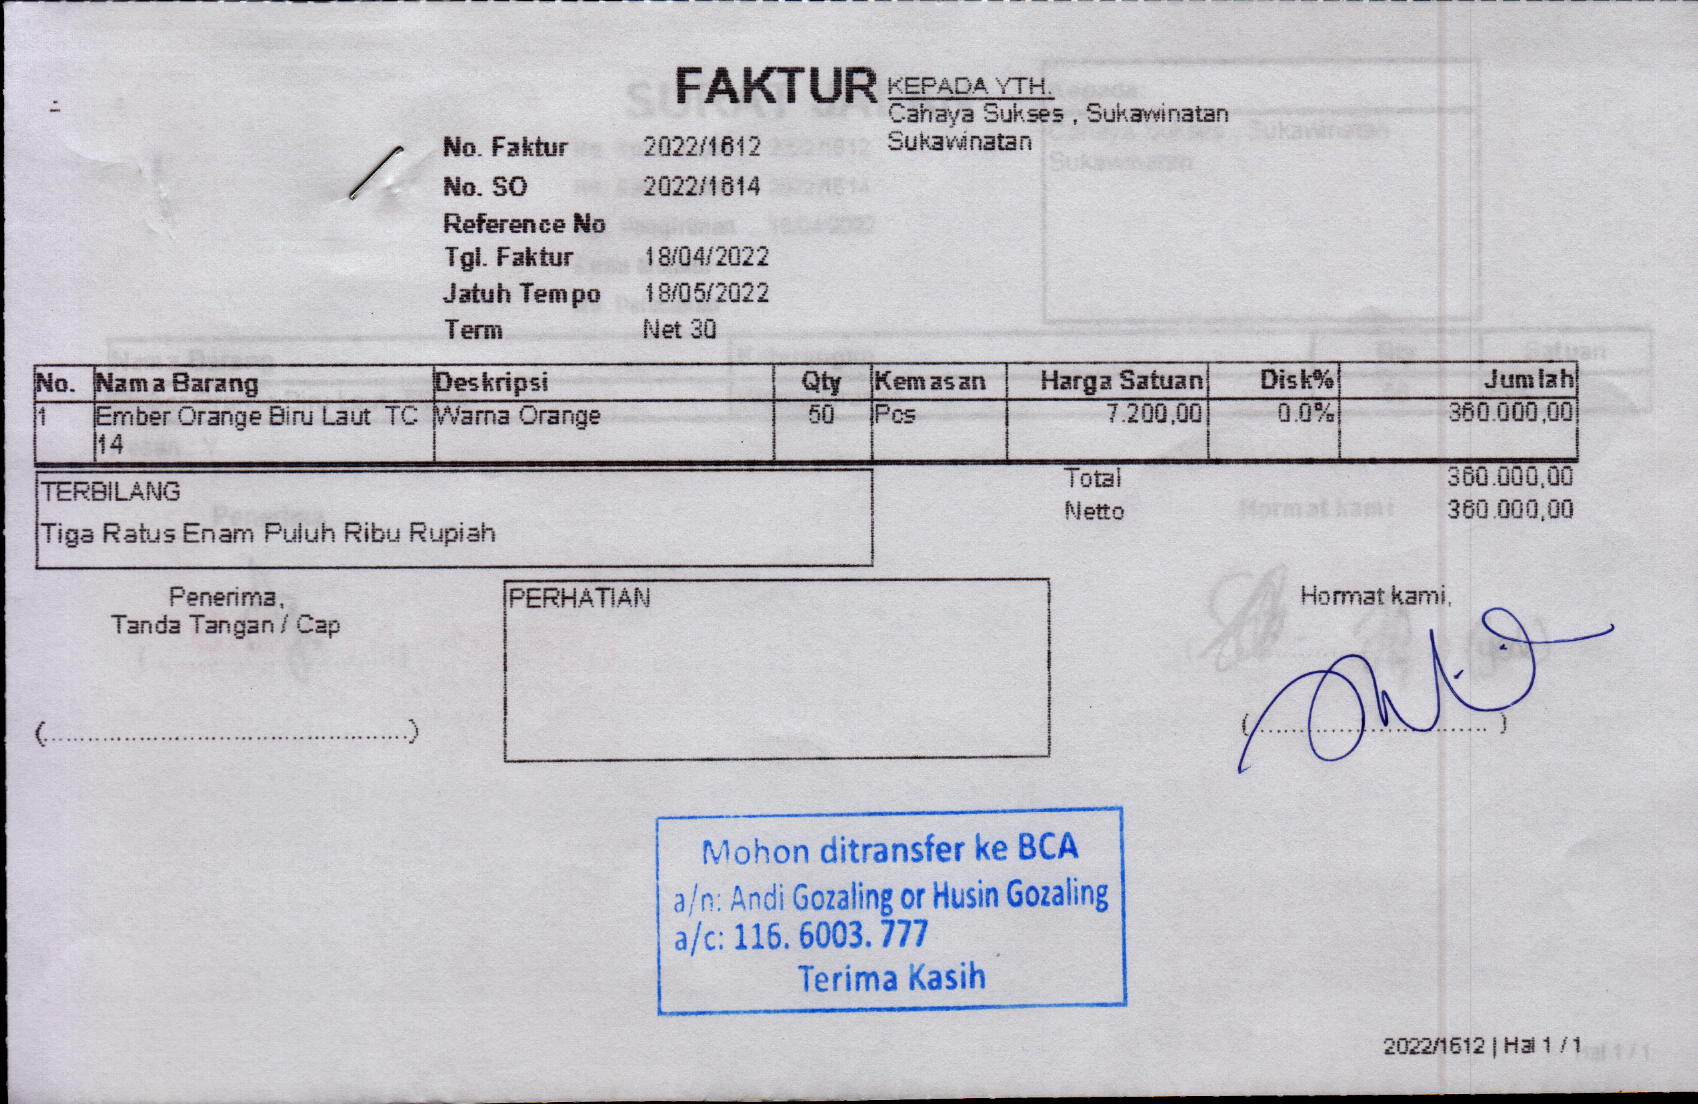 FAKTUR
KEPADA YTH.
Cahaya Sukses , Sukawinatan
Sukawinatan
No. Faktur 2022/1612
No. SO 2022/1614
Reference No
Tgl. Faktur 18/04/2022
Jatuh Tempo 18/05/2022
Term Net 30
No. Nama Barang Deskripsi Qty Kemasan Harga Satuan Disk% Jumlah
1 Ember Orange Biru Laut TC Warna Orange 50 Pcs 7.200,00 0.0% 360.000,00
14
Total 360.000,00
TERBILANG
Netto 360.000,00
Tiga Ratus Enam Puluh Ribu Rupiah
Penerima,
Tanda Tangan / Cap
PERHATIAN
Hormat kami,
Mohon ditransfer ke BCA
a/n: Andi Gozaling or Husin Gozaling
a/c: 116. 6003. 777
Terima Kasih
2022/1612 | Hal 1 / 1